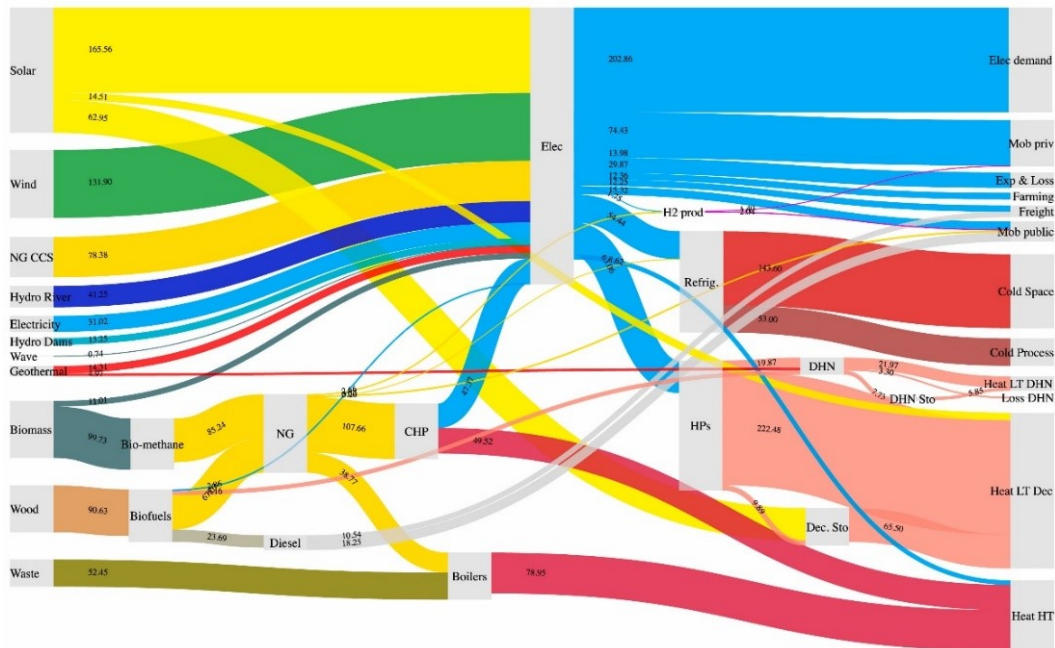 Solar
165.56
14.51
62.95
Wind
131.90
NG CCS
78.38
Hydro River
41.25
Electricity
31.02
Hydro Dams
15.25
Wave
0.74
Geothermal
14.31
Biomass
11.01
99.73
Bio-methane
85.24
Wood
90.63
Biofuels
23.69
Waste
52.45
NG
107.66
38.77
Diesel
10.54
18.25
CHP
47.37
49.52
Boilers
78.95
Elec
202.86
74.43
13.98
29.87
12.36
54.44
H2 prod
Refrig.
143.60
53.00
HPs
19.87
222.48
9.89
DHN
21.97
3.30
DHN Sto
5.85
Dec. Sto
65.50
Elec demand
Mob priv
Exp & Loss
Farming
Freight
Mob public
Cold Space
Cold Process
Heat LT DHN
Loss DHN
Heat LT Dec
Heat HT